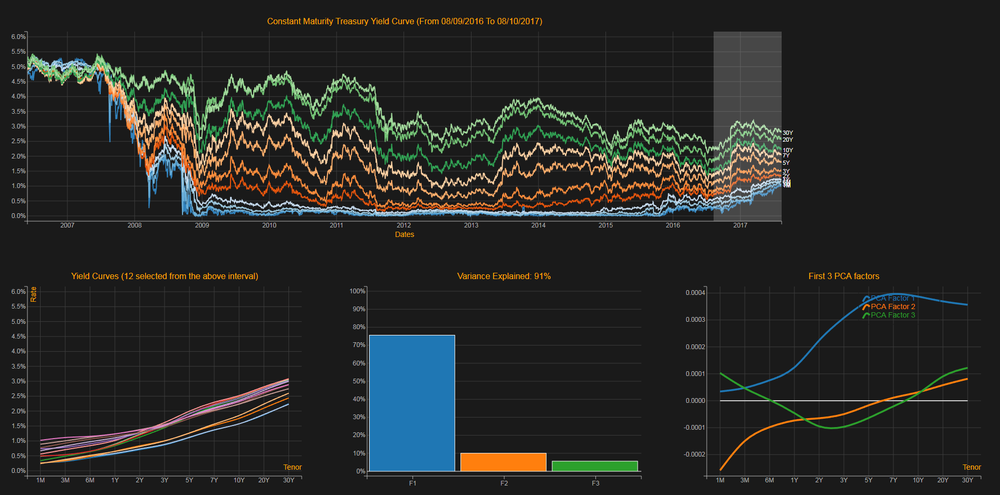 Constant Maturity Treasury Yield Curve (From 08/09/2016 To 08/10/2017)
6.0%
5.5%
5.0%
4.5%
4.0%
3.5%
3.0%
2.5%
2.0%
1.5%
1.0%
0.5%
0.0%
30Y
20Y
10Y
7Y
5Y
3Y
2Y
1Y
6M
1M
2007 2008 2009 2010 2011 2012 2013 2014 2015 2016 2017
Dates
Yield Curves (12 selected from the above interval)
Rate
6.0%
5.5%
5.0%
4.5%
4.0%
3.5%
3.0%
2.5%
2.0%
1.5%
1.0%
0.5%
0.0%
Tenor
1M 3M 6M 1Y 2Y 3Y 5Y 7Y 10Y 20Y 30Y
Variance Explained: 91%
100%
90%
80%
70%
60%
50%
40%
30%
20%
10%
0%
F1 F2 F3
First 3 PCA factors
0.0004
0.0003
0.0002
0.0001
0.0000
-0.0001
-0.0002
PCA Factor 1
PCA Factor 2
PCA Factor 3
Tenor
1M 3M 6M 1Y 2Y 3Y 5Y 7Y 10Y 20Y 30Y